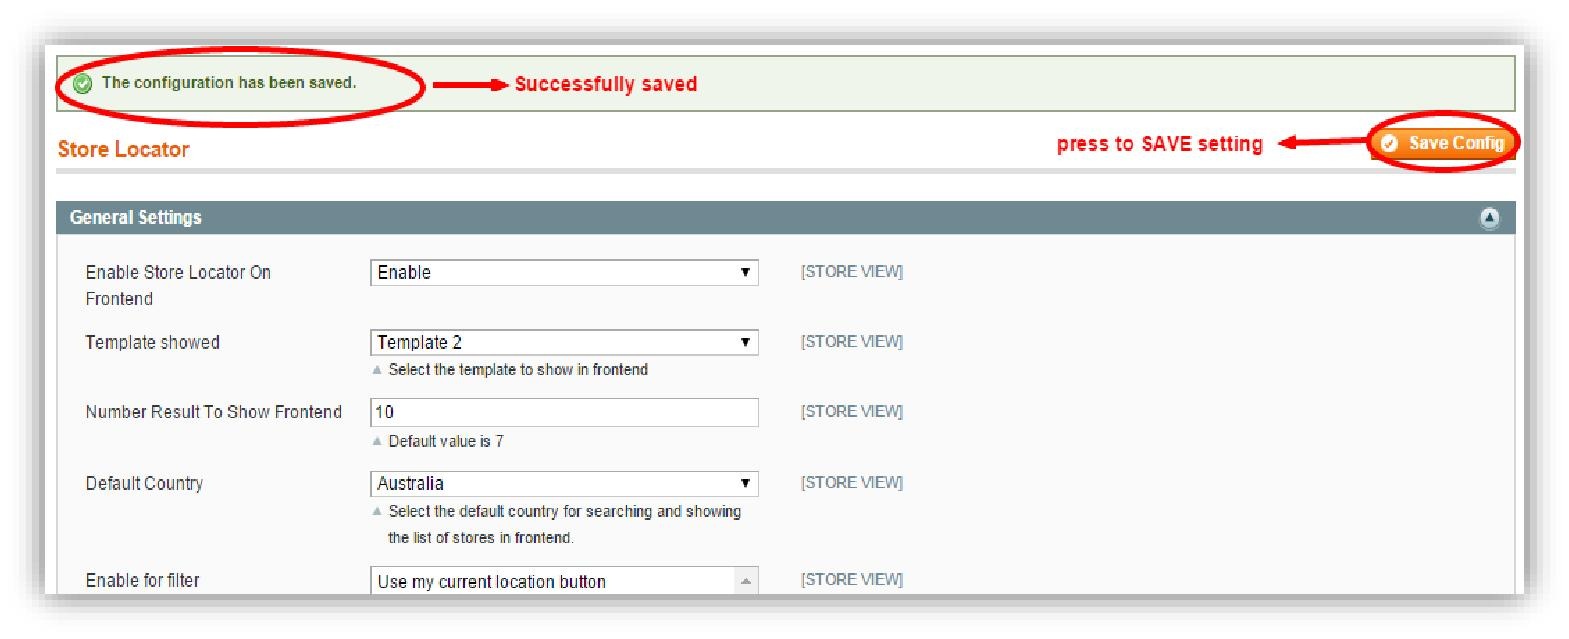 The configuration has been saved.
Successfully saved
Store Locator
press to SAVE setting
Save Config
General Settings
Enable Store Locator On
Frontend
Enable
[STORE VIEW]
Template showed
Template 2
[STORE VIEW]
Select the template to show in frontend
Number Result To Show Frontend
10
[STORE VIEW]
Default value is 7
Default Country
Australia
[STORE VIEW]
Select the default country for searching and showing
the list of stores in frontend.
Enable for filter
Use my current location button
[STORE VIEW]